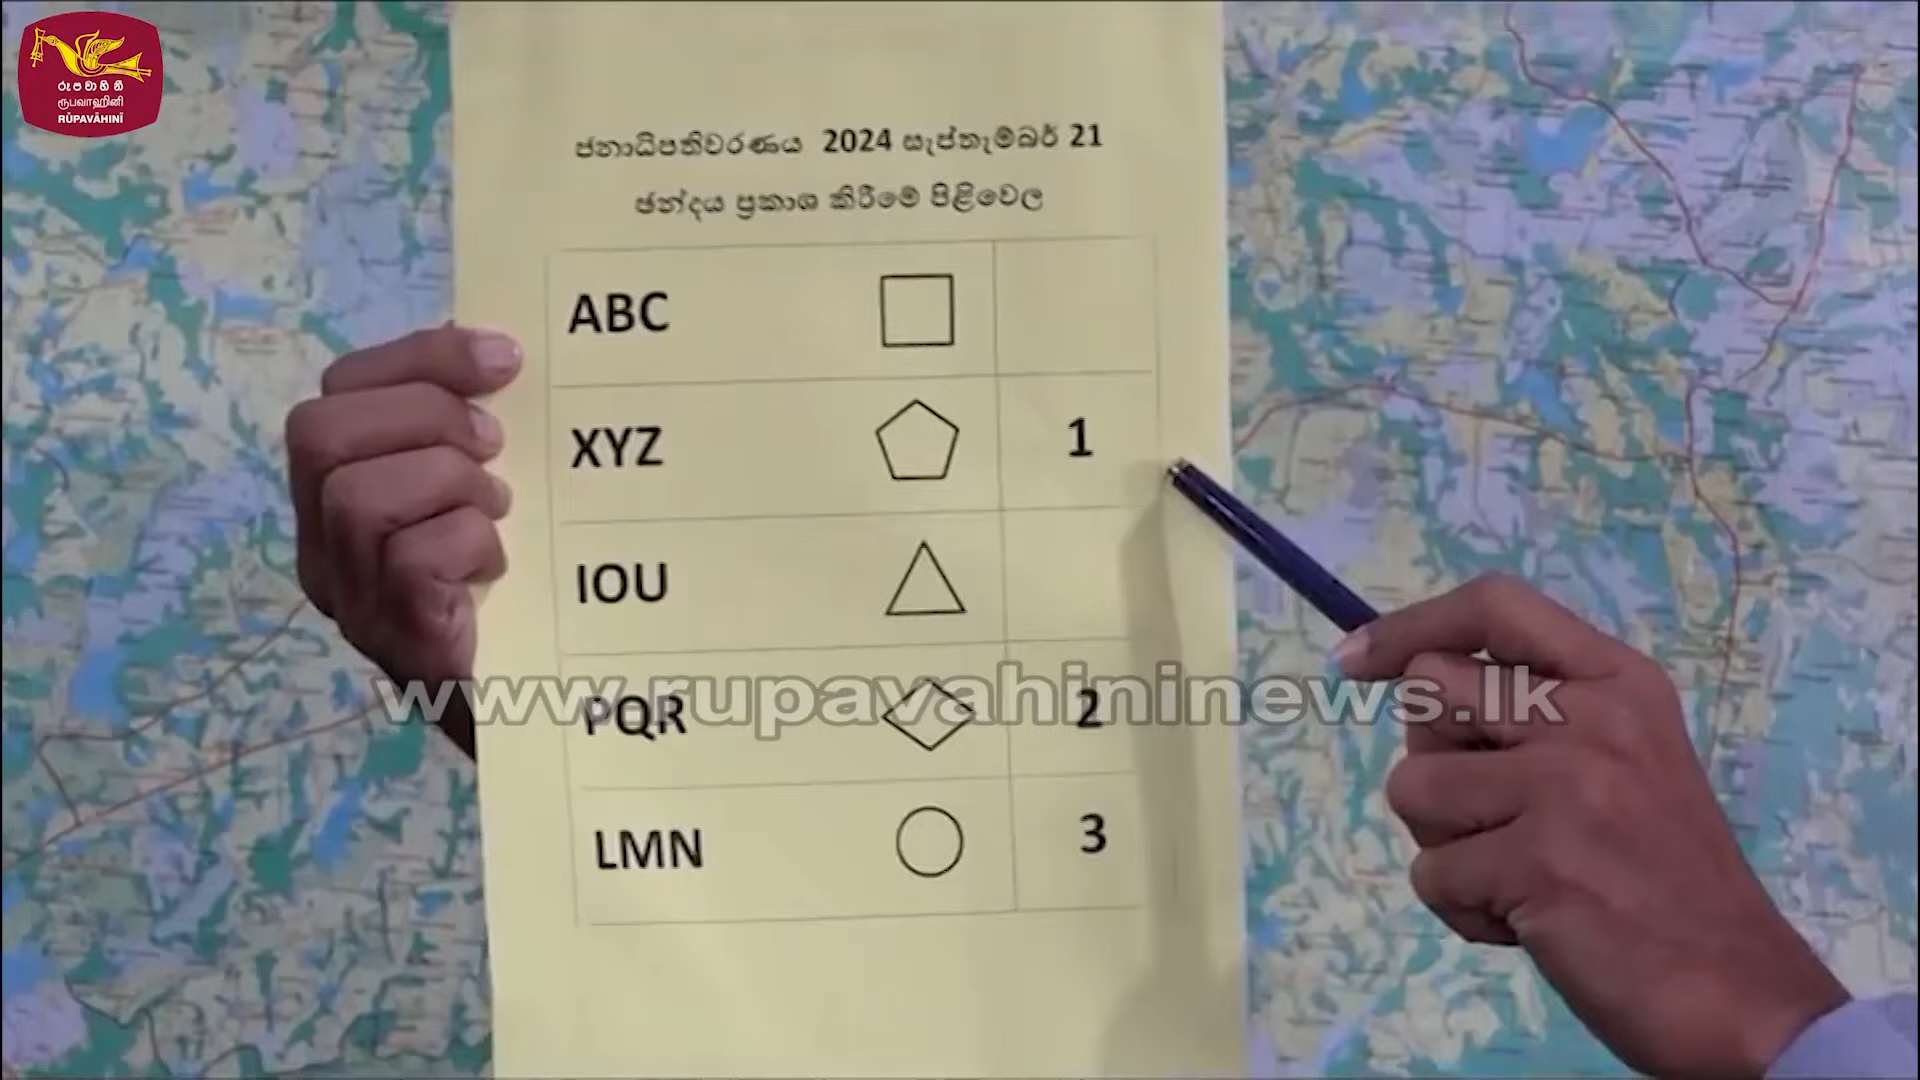 රූපවාහිනී
ரூபவாஹினி
RŪPAVĀHINĪ
ජනාධිපතිවරණය 2024 සැප්තැම්බර් 21
ඡන්දය ප්‍රකාශ කිරීමේ පිළිවෙල
ABC
XYZ 1
IOU
PQR 2
LMN 3
www.rupavahininews.lk